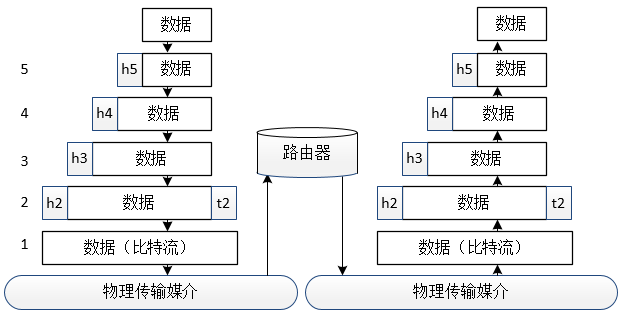 数据
数据
5 h5 数据
h5 数据
4 h4 数据
h4 数据
路由器
3 h3 数据
h3 数据
2 h2 数据 t2
h2 数据 t2
1 数据（比特流）
数据（比特流）
物理传输媒介
物理传输媒介